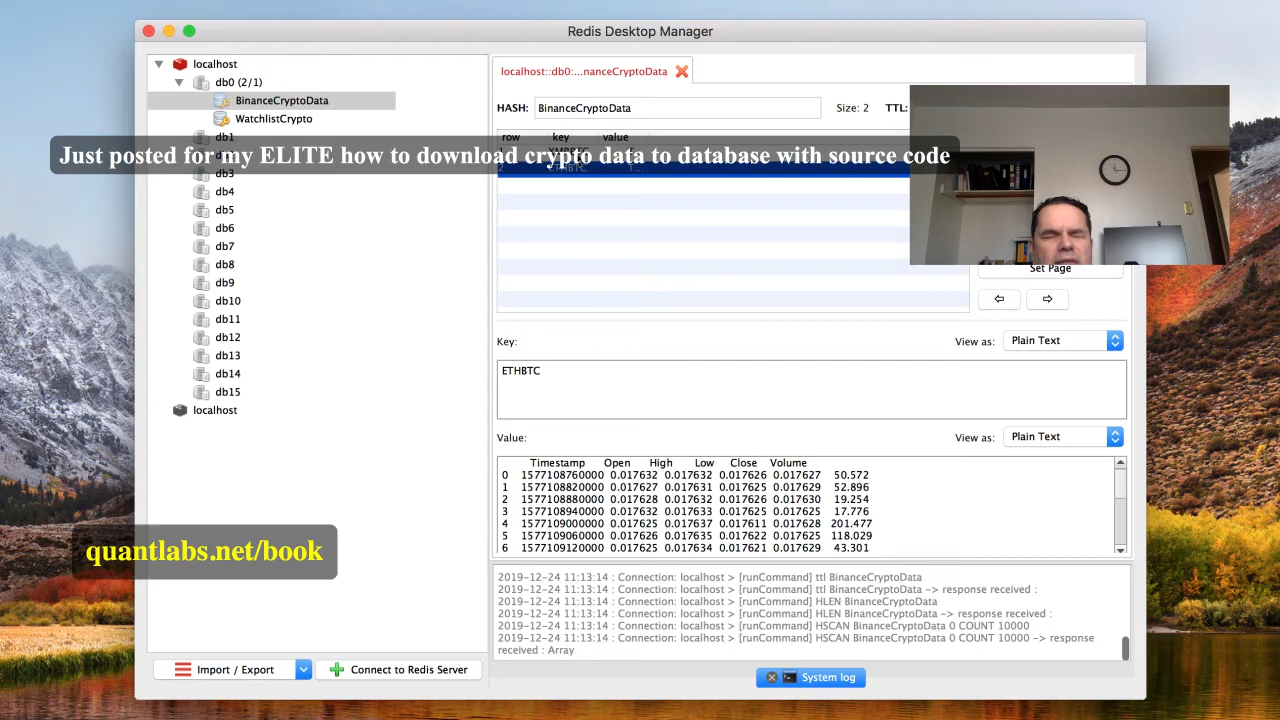 Redis Desktop Manager
localhost
db0 (2/1)
BinanceCryptoData
WatchlistCrypto
db1
db3
db4
db5
db6
db7
db8
db9
db10
db11
db12
db13
db14
db15
localhost
Import / Export
Connect to Redis Server
localhost::db0:...nanceCryptoData
HASH: BinanceCryptoData Size: 2 TTL:
row key value
Just posted for my ELITE how to download crypto data to database with source code
2 ETHBTC
Set Page
Key: View as: Plain Text
ETHBTC
Value: View as: Plain Text
Timestamp Open High Low Close Volume
0 1577108760000 0.017632 0.017632 0.017626 0.017627 50.572
1 1577108820000 0.017627 0.017631 0.017625 0.017629 52.896
2 1577108880000 0.017628 0.017632 0.017626 0.017630 19.254
3 1577108940000 0.017632 0.017633 0.017625 0.017625 17.776
4 1577109000000 0.017625 0.017637 0.017611 0.017628 201.477
5 1577109060000 0.017626 0.017635 0.017622 0.017625 118.029
6 1577109120000 0.017625 0.017634 0.017621 0.017629 43.301
quantlabs.net/book
2019-12-24 11:13:14 : Connection: localhost > [runCommand] ttl BinanceCryptoData
2019-12-24 11:13:14 : Connection: localhost > [runCommand] ttl BinanceCryptoData -> response received :
2019-12-24 11:13:14 : Connection: localhost > [runCommand] HLEN BinanceCryptoData
2019-12-24 11:13:14 : Connection: localhost > [runCommand] HLEN BinanceCryptoData -> response received :
2019-12-24 11:13:14 : Connection: localhost > [runCommand] HSCAN BinanceCryptoData 0 COUNT 10000
2019-12-24 11:13:14 : Connection: localhost > [runCommand] HSCAN BinanceCryptoData 0 COUNT 10000 -> response
received : Array
System log